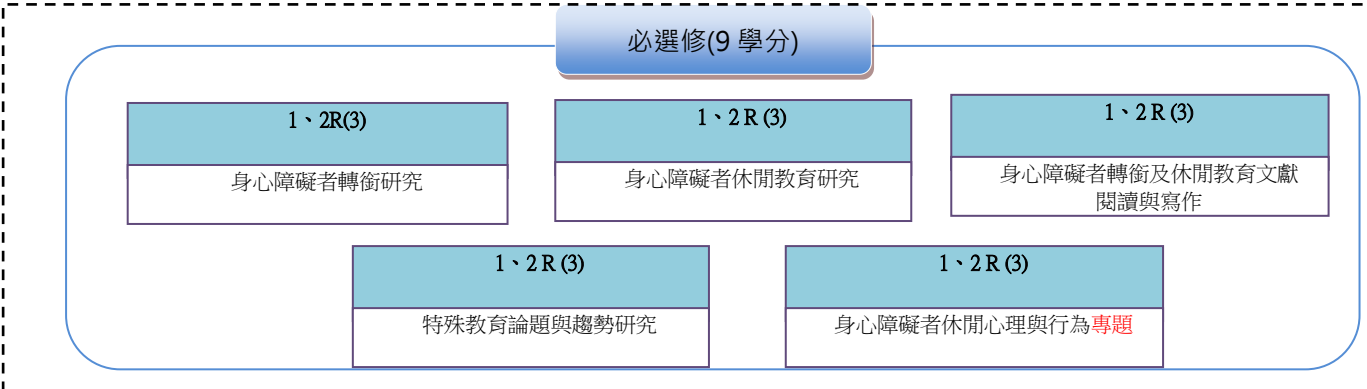 必選修(9 學分)
1、2R(3)
身心障礙者轉銜研究
1、2 R (3)
身心障礙者休閒教育研究
1、2 R (3)
身心障礙者轉銜及休閒教育文獻
閱讀與寫作
1、2 R (3)
特殊教育論題與趨勢研究
1、2 R (3)
身心障礙者休閒心理與行為專題